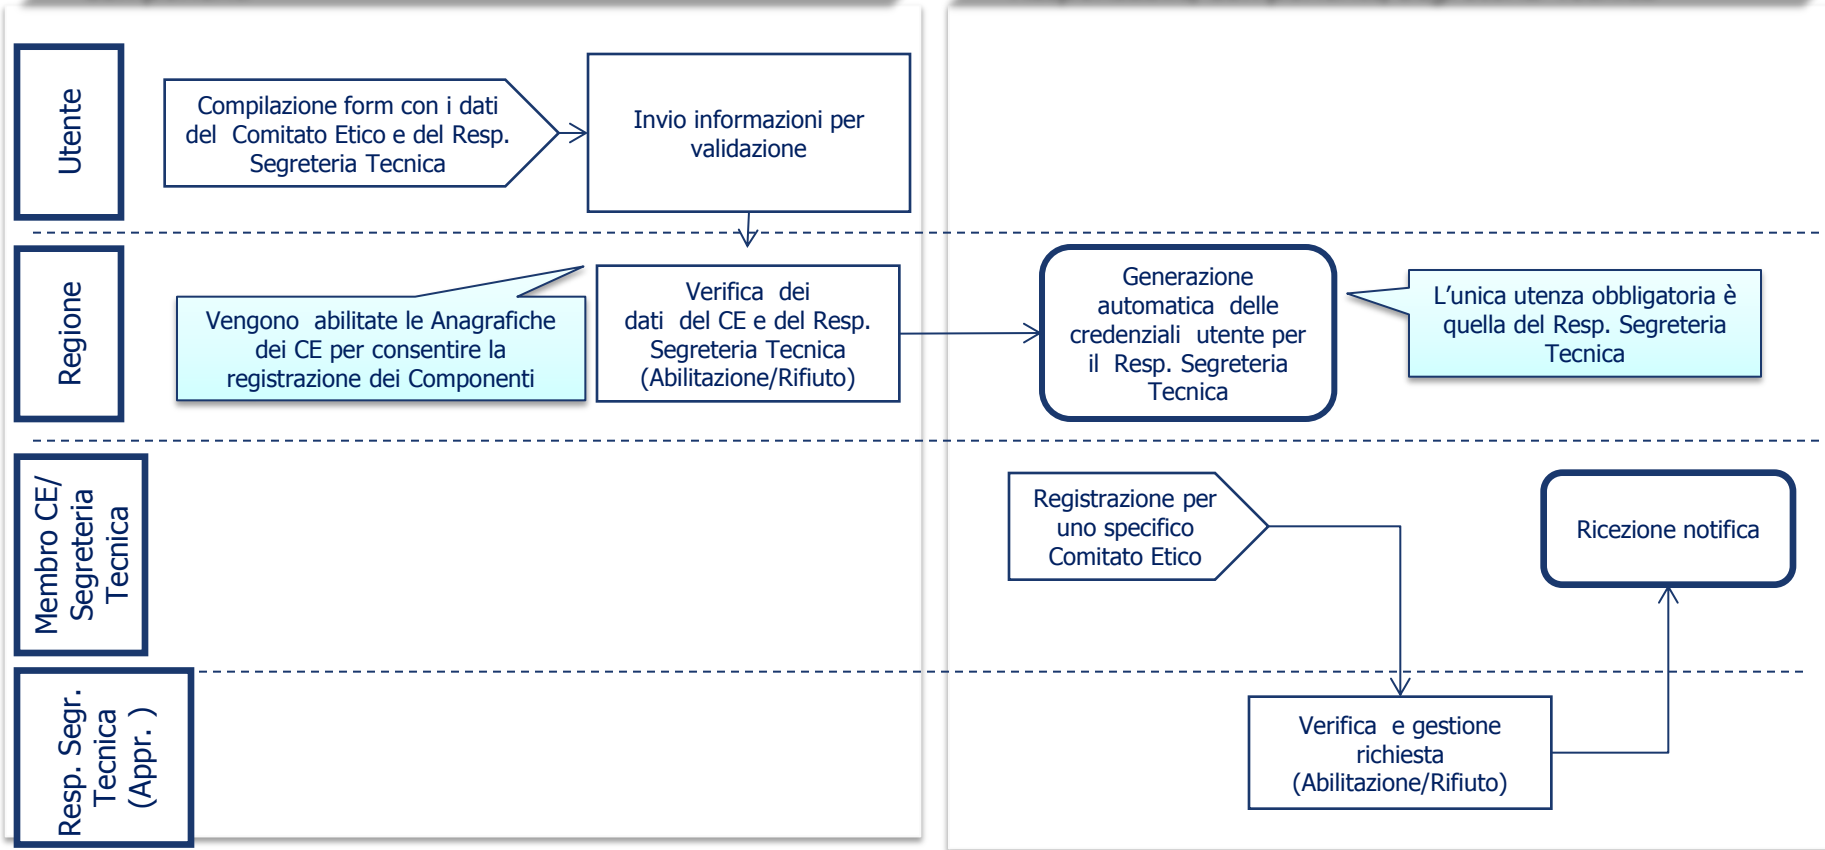 Utente
Compilazione form con i dati
del Comitato Etico e del Resp.
Segreteria Tecnica
Invio informazioni per
validazione
Regione
Vengono abilitate le Anagrafiche
dei CE per consentire la
registrazione dei Componenti
Verifica dei
dati del CE e del Resp.
Segreteria Tecnica
(Abilitazione/Rifiuto)
Generazione
automatica delle
credenziali utente per
il Resp. Segreteria
Tecnica
L'unica utenza obbligatoria è
quella del Resp. Segreteria
Tecnica
Membro CE/
Segreteria
Tecnica
Registrazione per
uno specifico
Comitato Etico
Ricezione notifica
Resp. Segr.
Tecnica
(Appr. )
Verifica e gestione
richiesta
(Abilitazione/Rifiuto)